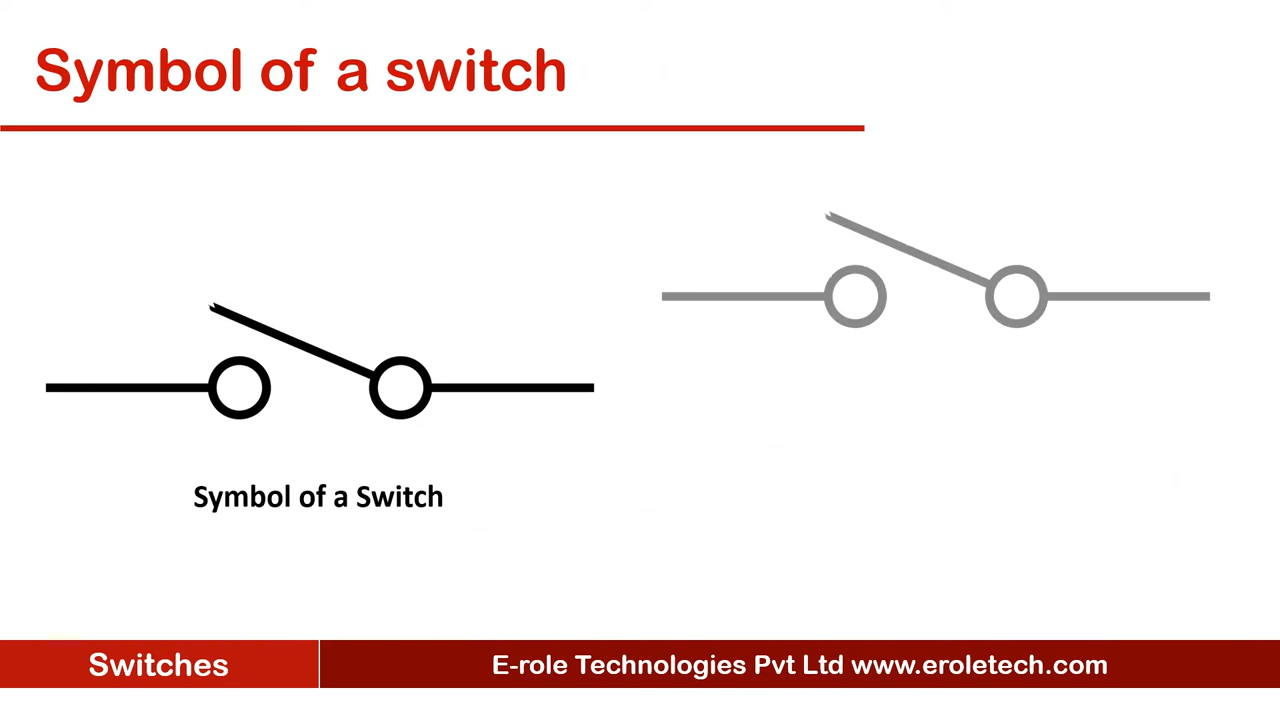 Symbol of a switch
Symbol of a Switch
Switches
E-role Technologies Pvt Ltd www.eroletech.com